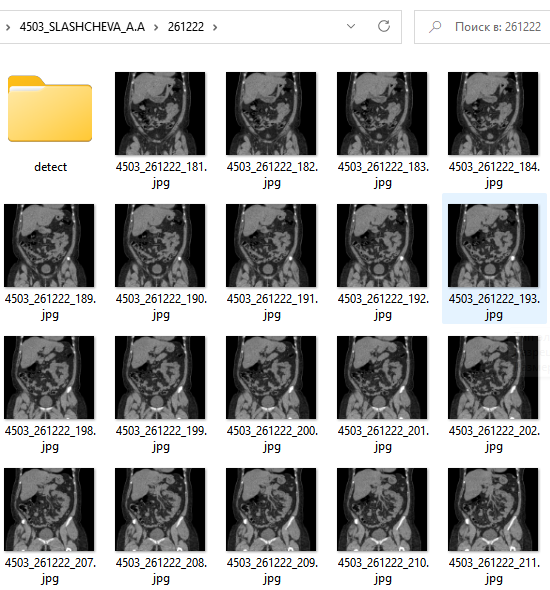 4503_SLASHCHEVA_A.A > 261222 >
Поиск в: 261222
detect
4503_261222_181.
jpg
4503_261222_182.
jpg
4503_261222_183.
jpg
4503_261222_184.
jpg
4503_261222_189.
jpg
4503_261222_190.
jpg
4503_261222_191.
jpg
4503_261222_192.
jpg
4503_261222_193.
jpg
4503_261222_198.
jpg
4503_261222_199.
jpg
4503_261222_200.
jpg
4503_261222_201.
jpg
4503_261222_202.
jpg
4503_261222_207.
jpg
4503_261222_208.
jpg
4503_261222_209.
jpg
4503_261222_210.
jpg
4503_261222_211.
jpg